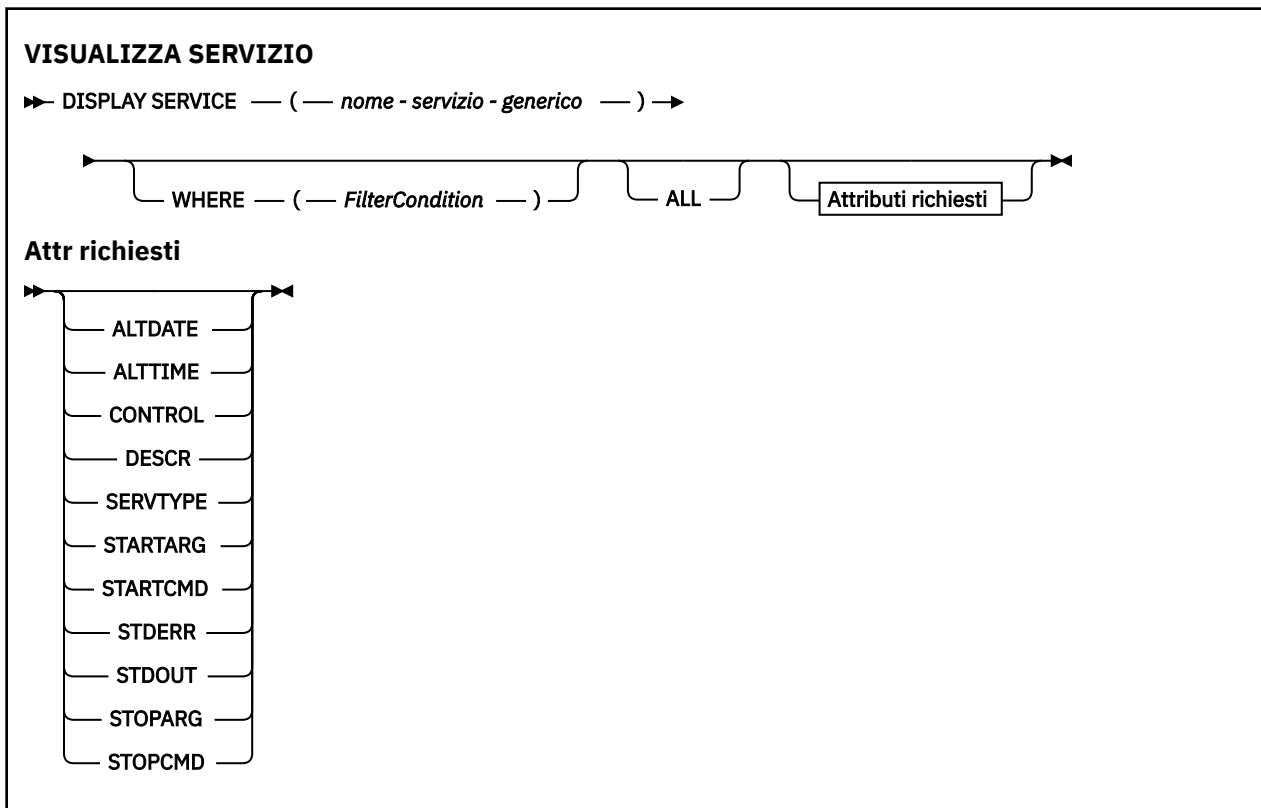 VISUALIZZA SERVIZIO
DISPLAY SERVICE ( nome - servizio - generico )
WHERE ( FilterCondition ) ALL Attributi richiesti
Attr richiesti
ALTDATE
ALTTIME
CONTROL
DESCR
SERVTYPE
STARTARG
STARTCMD
STDERR
STDOUT
STOPARG
STOPCMD